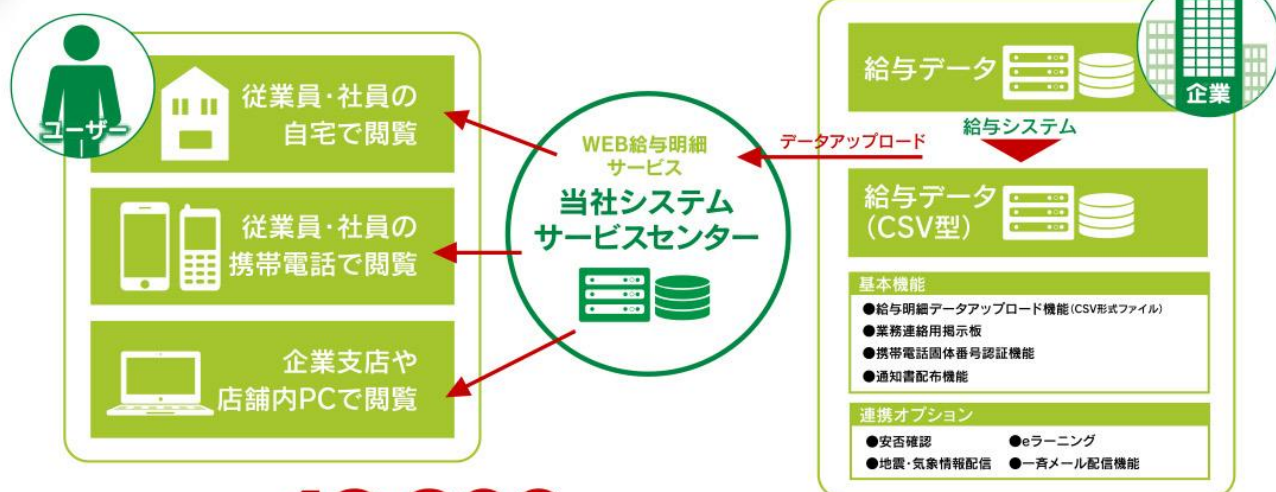 ユーザー
従業員・社員の
自宅で閲覧
従業員・社員の
携帯電話で閲覧
企業支店や
店舗内PCで閲覧
WEB給与明細
サービス
当社システム
サービスセンター
データアップロード
企業
給与データ
給与システム
給与データ
(CSV型)
基本機能
●給与明細データアップロード機能(CSV形式ファイル)
●業務連絡用掲示板
●携帯電話固体番号認証機能
●通知書配布機能
連携オプション
●安否確認 ●eラーニング
●地震・気象情報配信 ●一斉メール配信機能